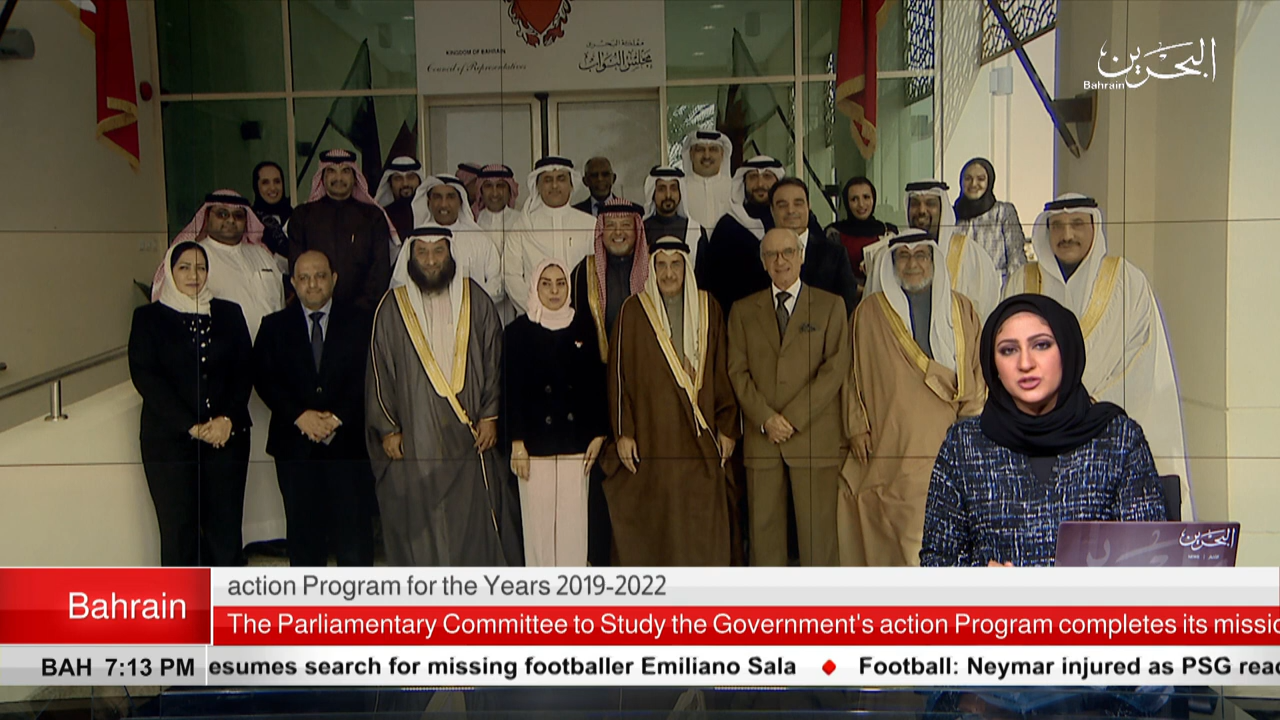 KINGDOM OF BAHRAIN
Council of Representatives
مملكة البحرين
مجلس النواب
البحرين
Bahrain
البحرين
Bahrain
action Program for the Years 2019-2022
The Parliamentary Committee to Study the Government's action Program completes its missio
BAH 7:13 PM
esumes search for missing footballer Emiliano Sala
Football: Neymar injured as PSG reac